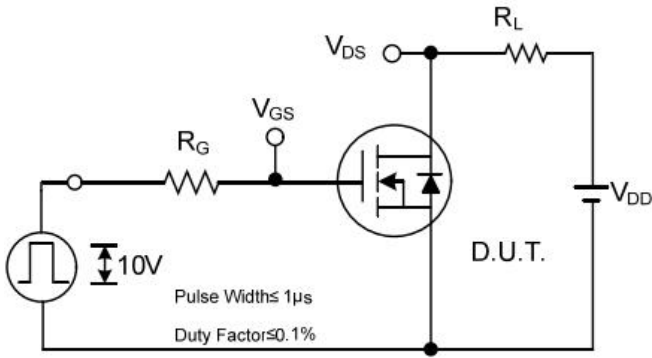 R_L
V_DS
V_GS
R_G
V_DD
10V
D.U.T.
Pulse Width≤ 1μs
Duty Factor≤0.1%